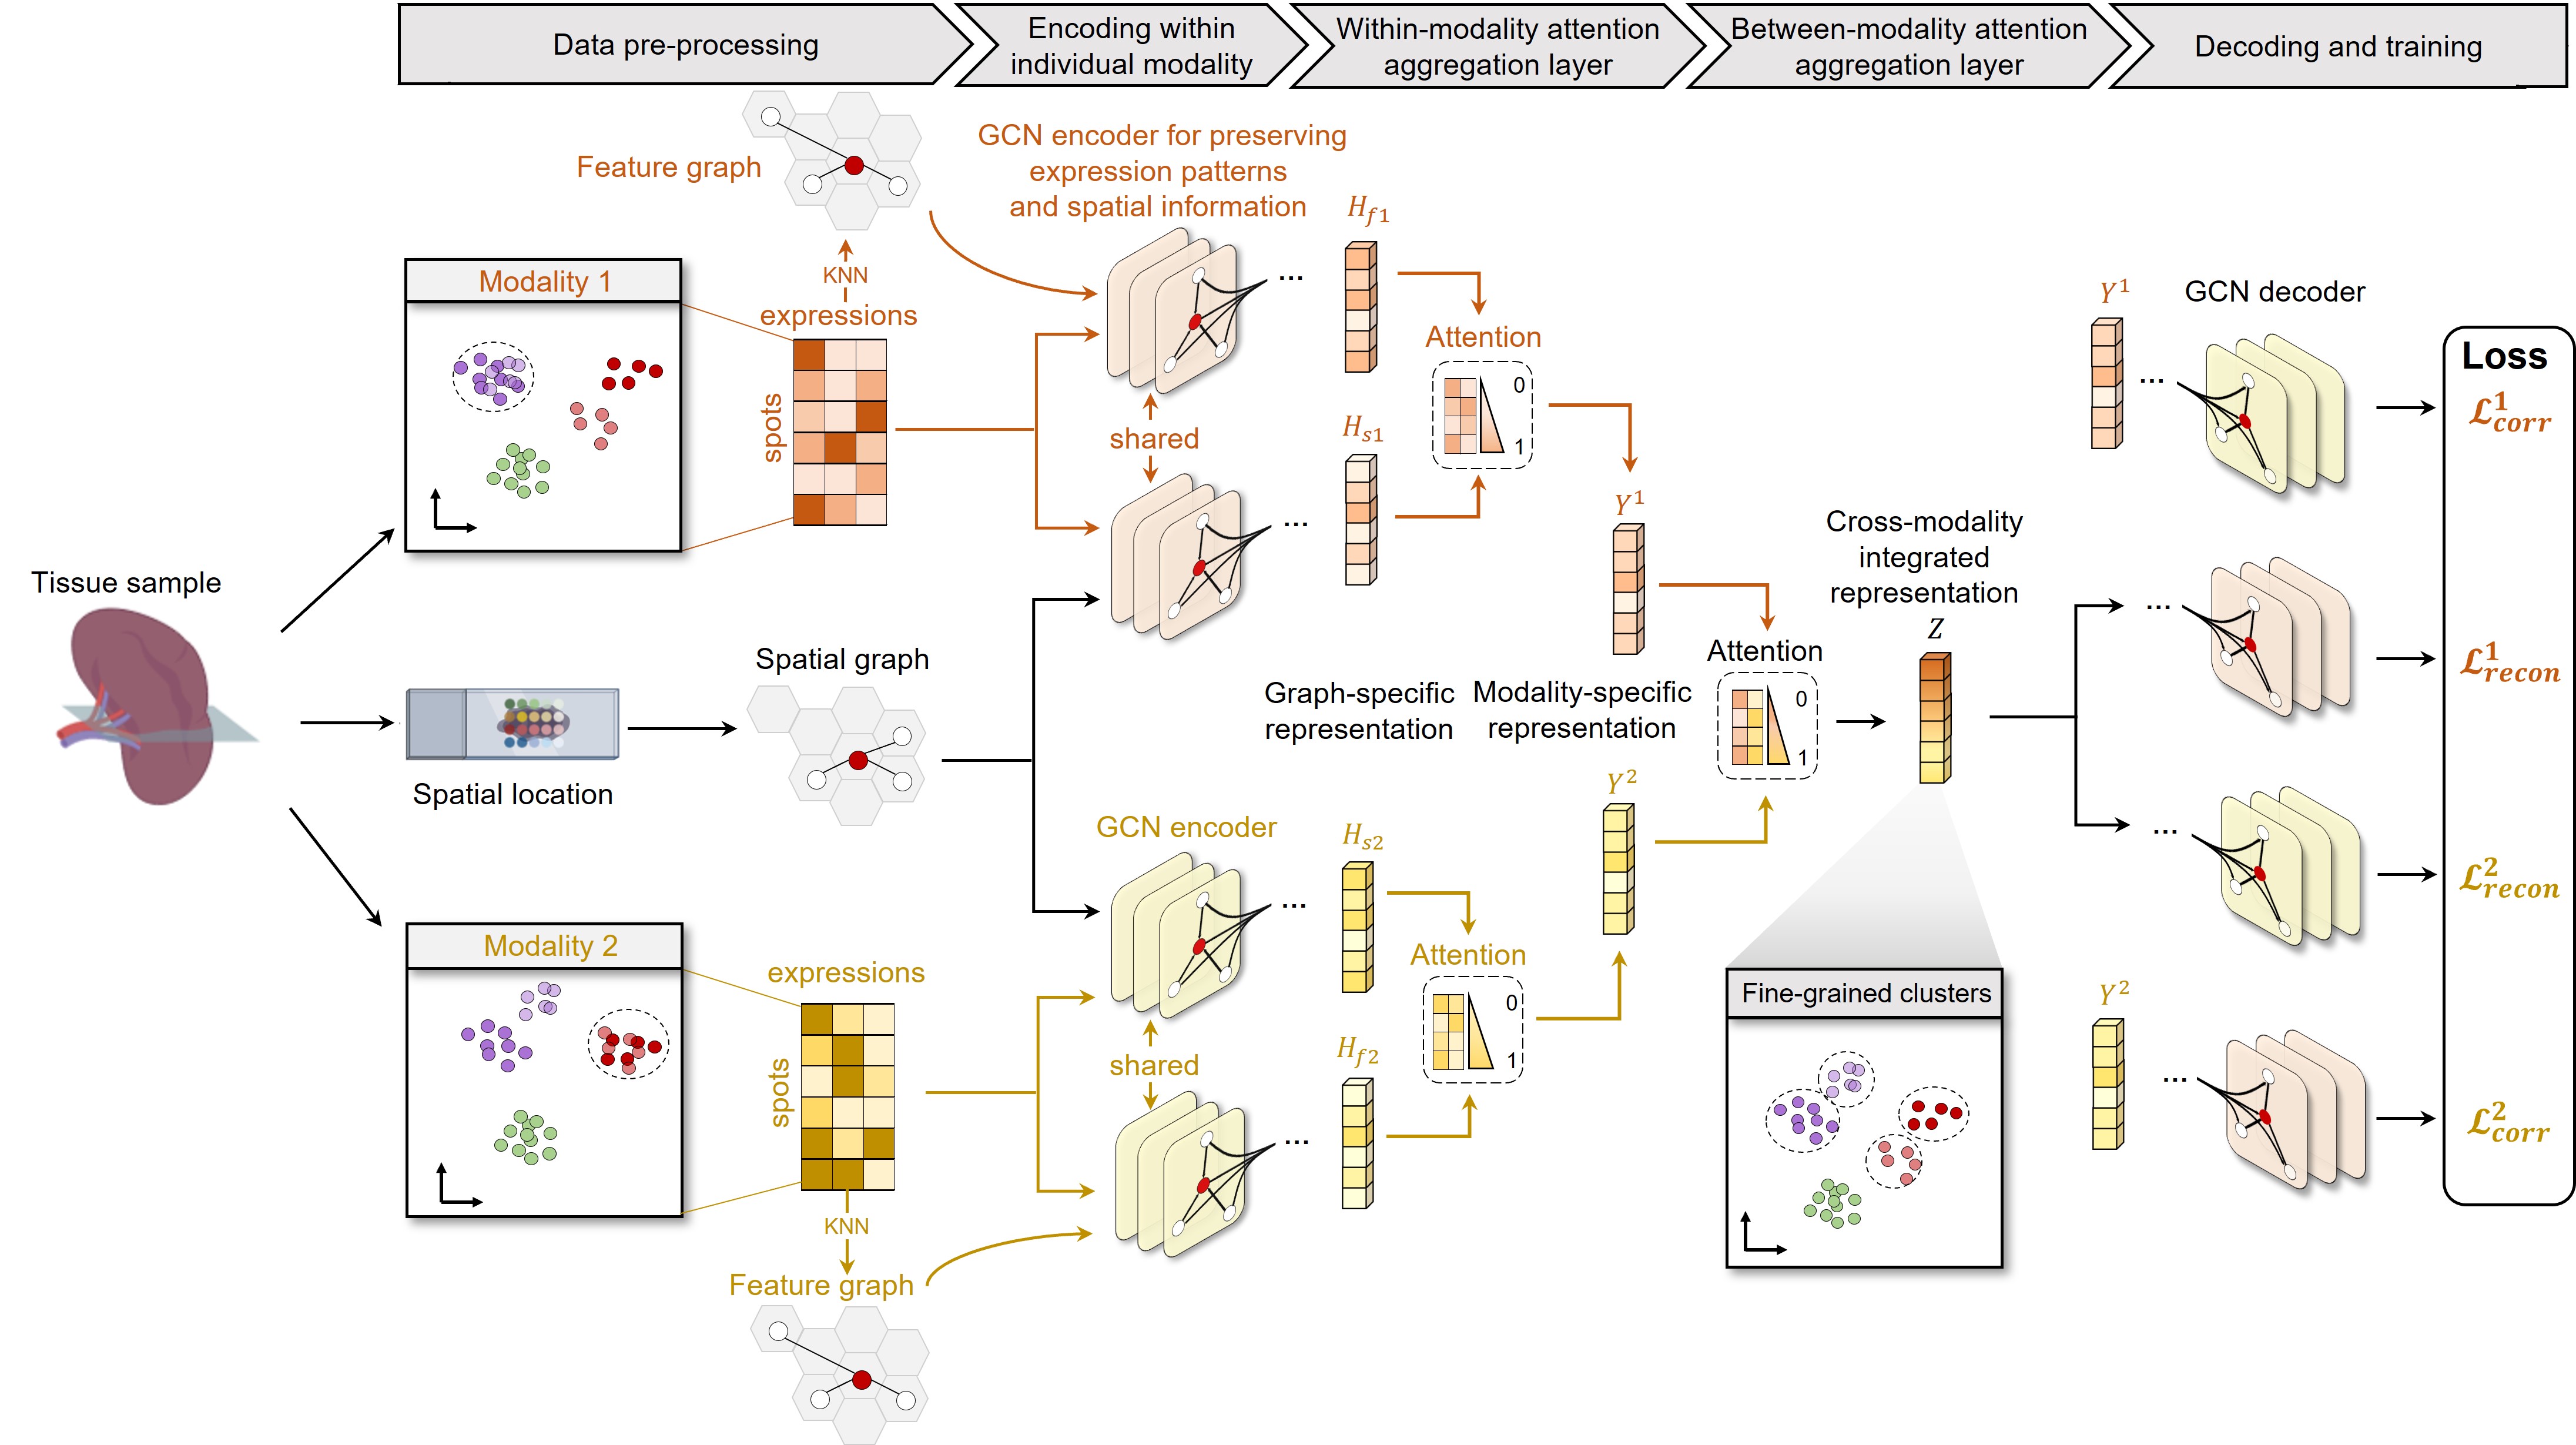 Data pre-processing
Encoding within
individual modality
Within-modality attention
aggregation layer
Between-modality attention
aggregation layer
Decoding and training
Feature graph
GCN encoder for preserving
expression patterns
and spatial information
KNN
Modality 1
expressions
spots
shared
H_{f1}
H_{s1}
Attention
0
1
Y^1
Tissue sample
Spatial location
Spatial graph
Graph-specific
representation
Modality-specific
representation
Attention
0
1
Cross-modality
integrated
representation
Z
Modality 2
expressions
spots
KNN
Feature graph
GCN encoder
shared
H_{s2}
H_{f2}
Attention
0
1
Y^2
Fine-grained clusters
Y^1
GCN decoder
Y^2
Loss
ℒ^1_{corr}
ℒ^1_{recon}
ℒ^2_{recon}
ℒ^2_{corr}